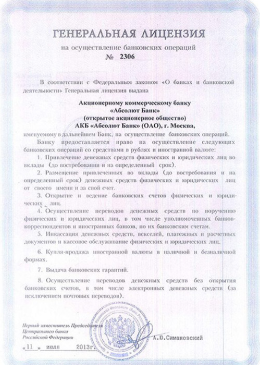 ГЕНЕРАЛЬНАЯ ЛИЦЕНЗИЯ
на осуществление банковских операций
№ 2306
В соответствии с Федеральным законом «О банках и банковской
деятельности» Генеральная лицензия выдана
Акционерному коммерческому банку
«Абсолют Банк»
(открытое акционерное общество)
АКБ «Абсолют Банк» (ОАО), г. Москва,
именуемому в дальнейшем Банк, на осуществление банковских операций.
Банку предоставляется право на осуществление следующих
банковских операций со средствами в рублях и иностранной валюте:
1. Привлечение денежных средств физических и юридических лиц во
вклады (до востребования и на определенный срок).
2. Размещение привлеченных во вклады (до востребования и на
определенный срок) денежных средств физических и юридических лиц
от своего имени и за свой счет.
3. Открытие и ведение банковских счетов физических и юриди-
ческих лиц.
4. Осуществление переводов денежных средств по поручению
физических и юридических лиц, в том числе уполномоченных банков-
корреспондентов и иностранных банков, по их банковским счетам.
5. Инкассация денежных средств, векселей, платежных и расчетных
документов и кассовое обслуживание физических и юридических лиц.
6. Купля-продажа иностранной валюты в наличной и безналичной
формах.
7. Выдача банковских гарантий.
8. Осуществление переводов денежных средств без открытия
банковских счетов, в том числе электронных денежных средств (за
исключением почтовых переводов).
Первый заместитель Председателя
Центрального банка
Российской Федерации
А.Ю.Симановский
2013г.